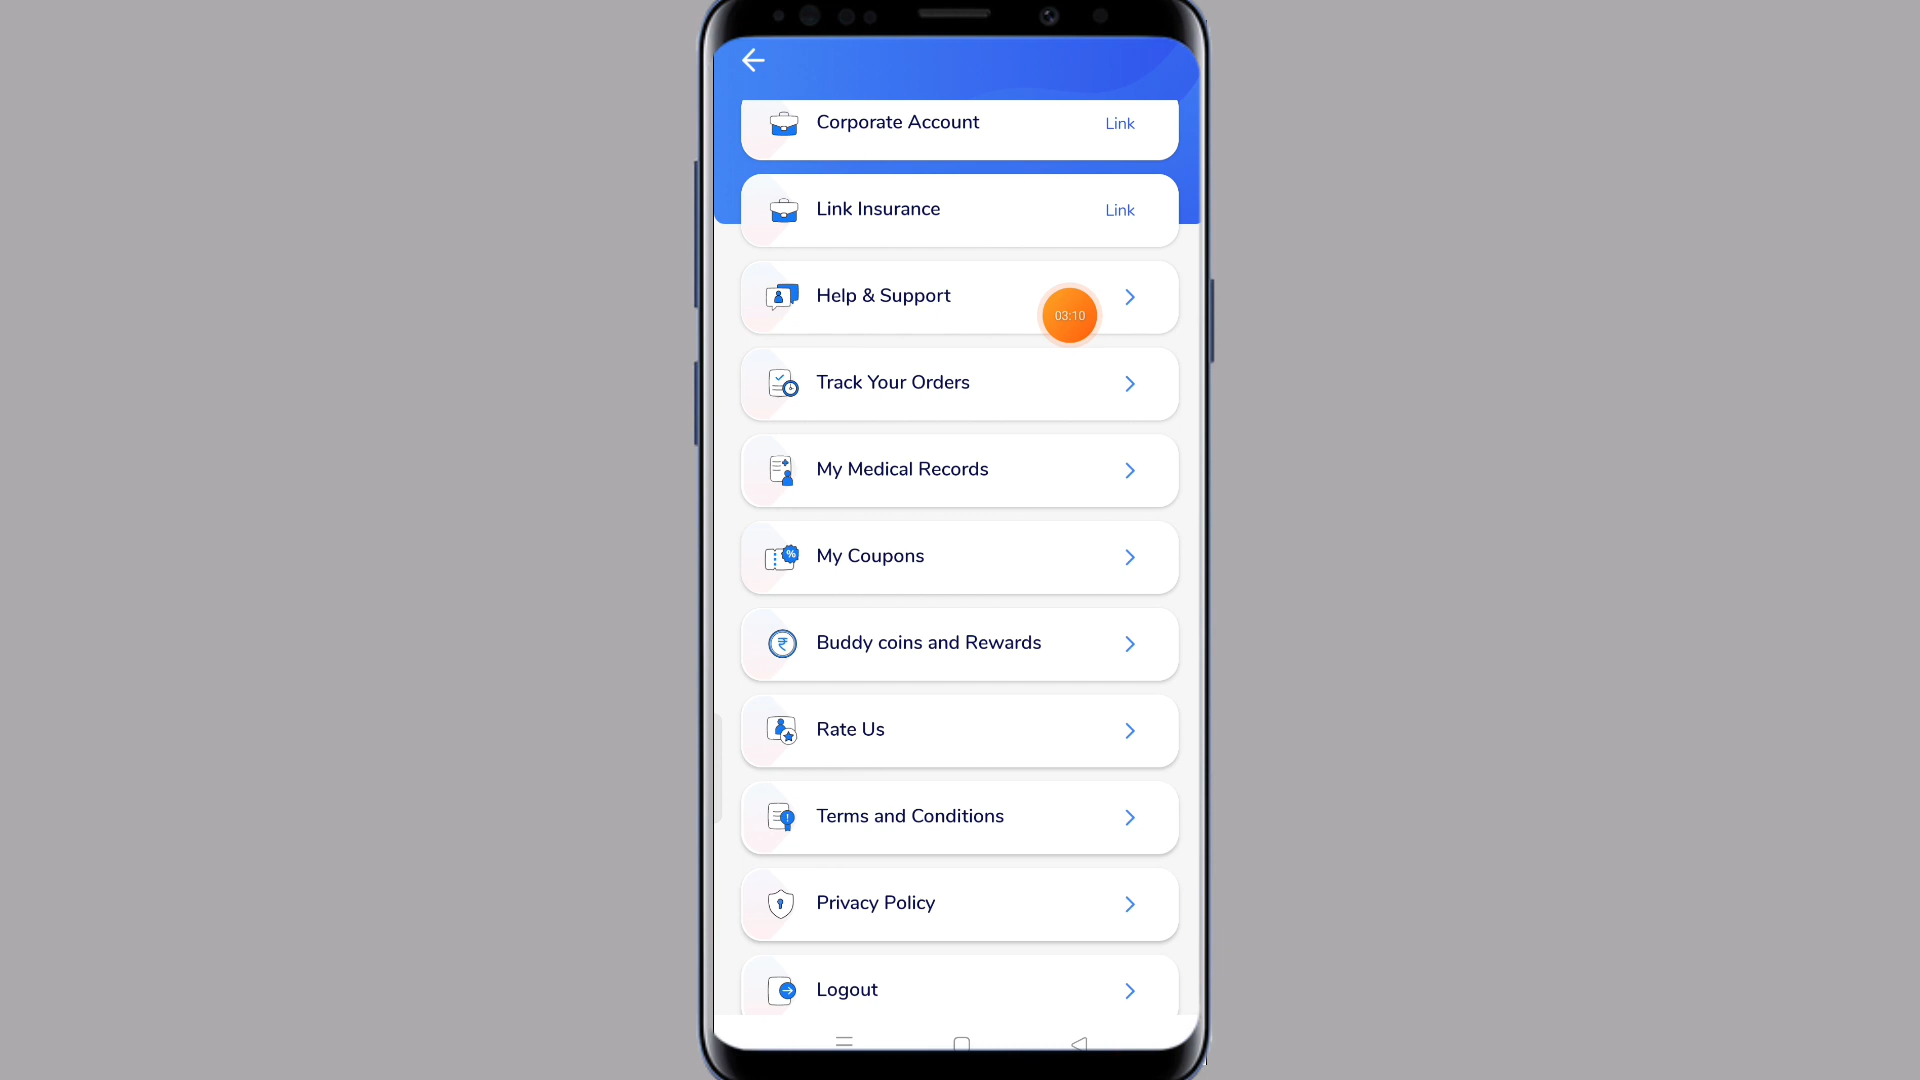 Corporate Account Link
Link Insurance Link
Help & Support
03:10
Track Your Orders
My Medical Records
My Coupons
%
Buddy coins and Rewards
₹
Rate Us
Terms and Conditions
Privacy Policy
Logout